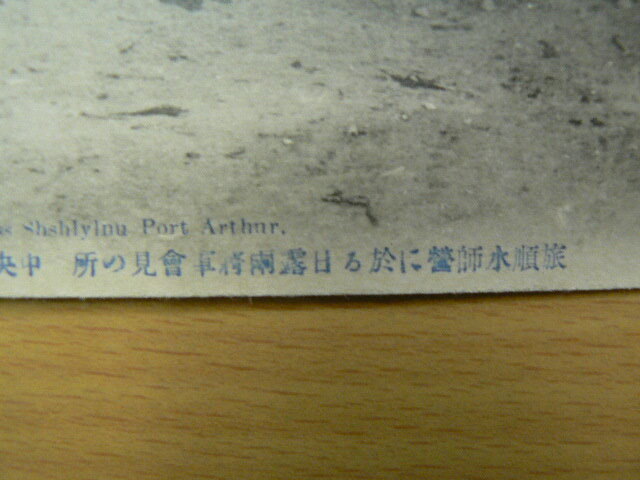 Shshiyinu Port Arthur.
旅順水師營に於る日露兩將軍會見の所 中央